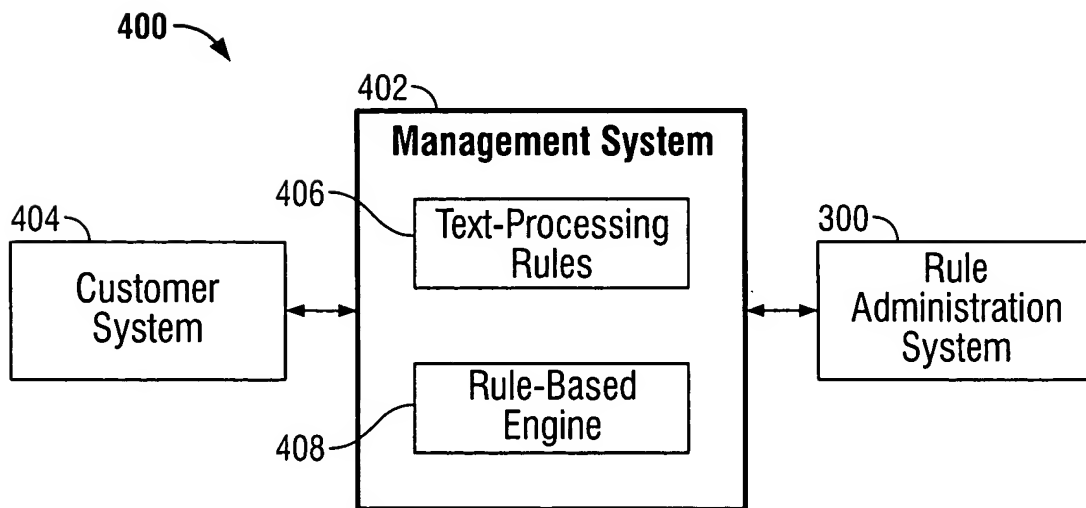 400
402
Management System
406
Text-Processing
Rules
404
Customer
System
300
Rule
Administration
System
408
Rule-Based
Engine